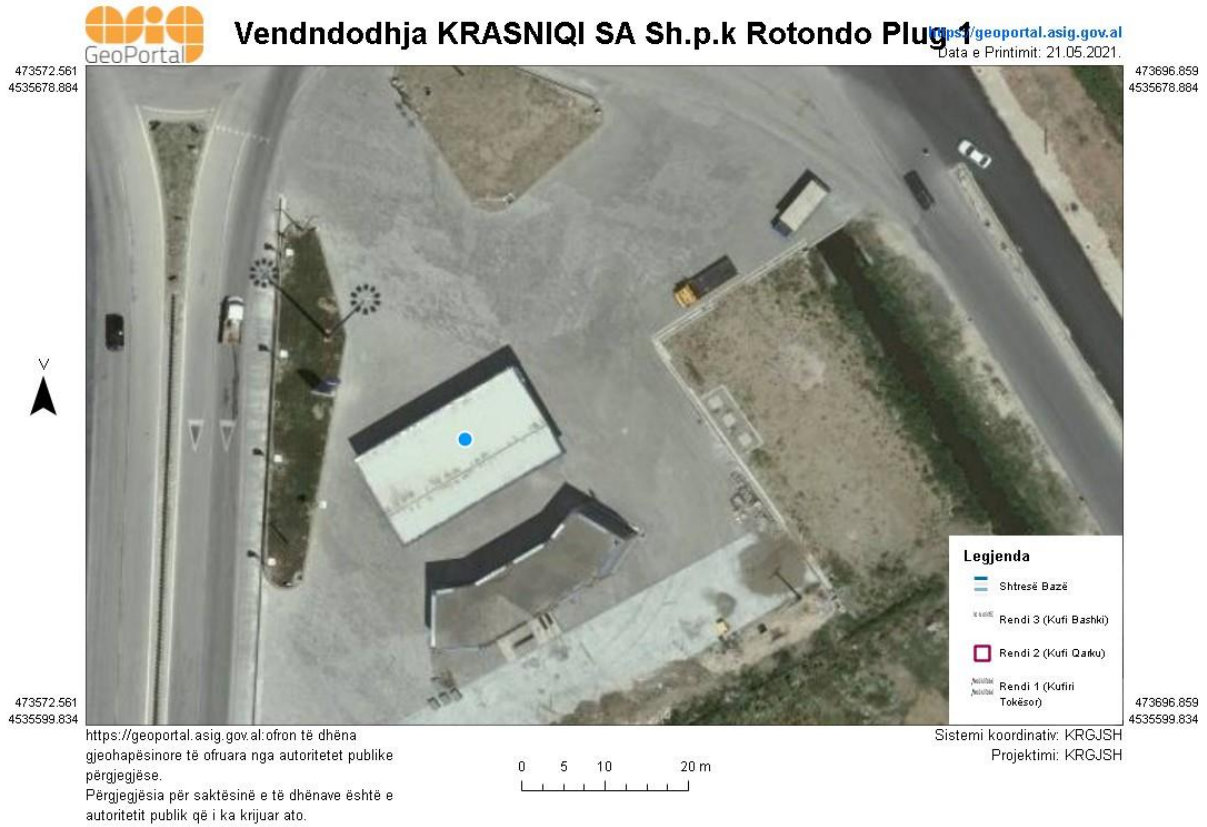 asig
GeoPortal
Vendndodhja KRASNIQI SA Sh.p.k Rotondo Plug 1
https://geoportal.asig.gov.al
Data e Printimit: 21.05.2021.
473572.561
4535678.884
473696.859
4535678.884
V
Legjenda
Shtresë Bazë
Rendi 3 (Kufi Bashki)
Rendi 2 (Kufi Qarku)
Rendi 1 (Kufiri
Tokësor)
473572.561
4535599.834
473696.859
4535599.834
https://geoportal.asig.gov.al:ofron të dhëna
gjeohapësinore të ofruara nga autoritetet publike
përgjegjëse.
Përgjegjësia për saktësinë e të dhënave është e
autoritetit publik që i ka krijuar ato.
0 5 10 20 m
Sistemi koordinativ: KRGJSH
Projektimi: KRGJSH